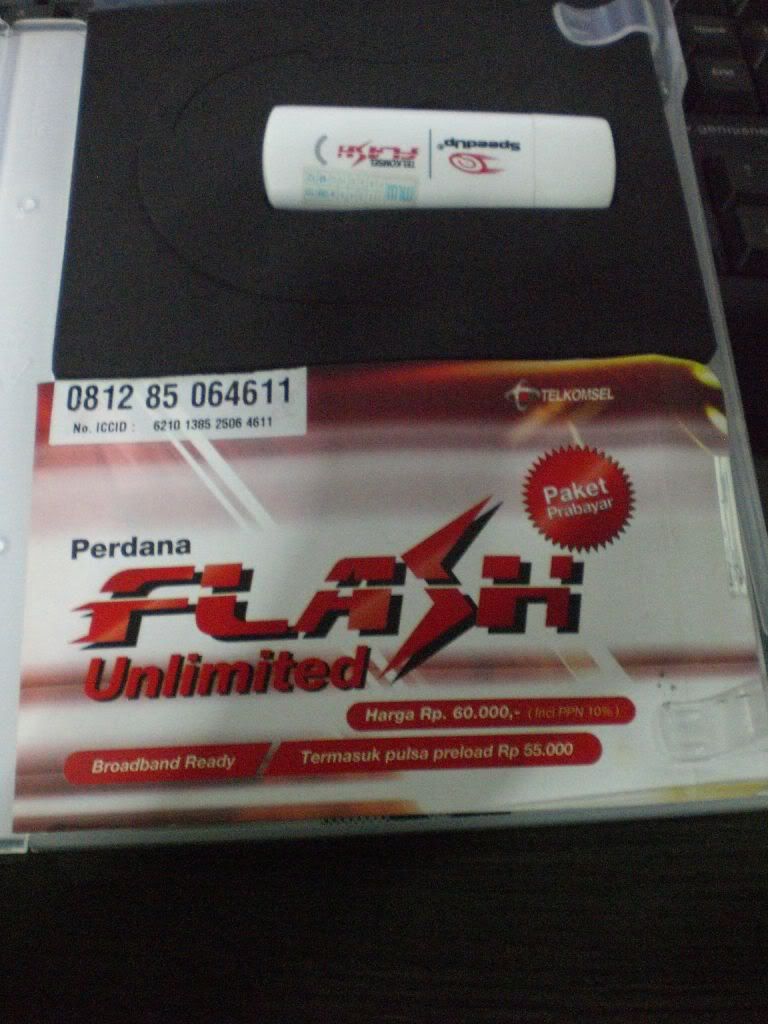 SpeedUp®
TELKOMSEL
FLASH
0812 85 064611
No. ICCID : 6210 1385 2506 4611
TELKOMSEL
Paket
Prabayar
Perdana
FLASH
Unlimited
Harga Rp. 60.000,- (Incl PPN 10%)
Broadband Ready
Termasuk pulsa preload Rp 55.000